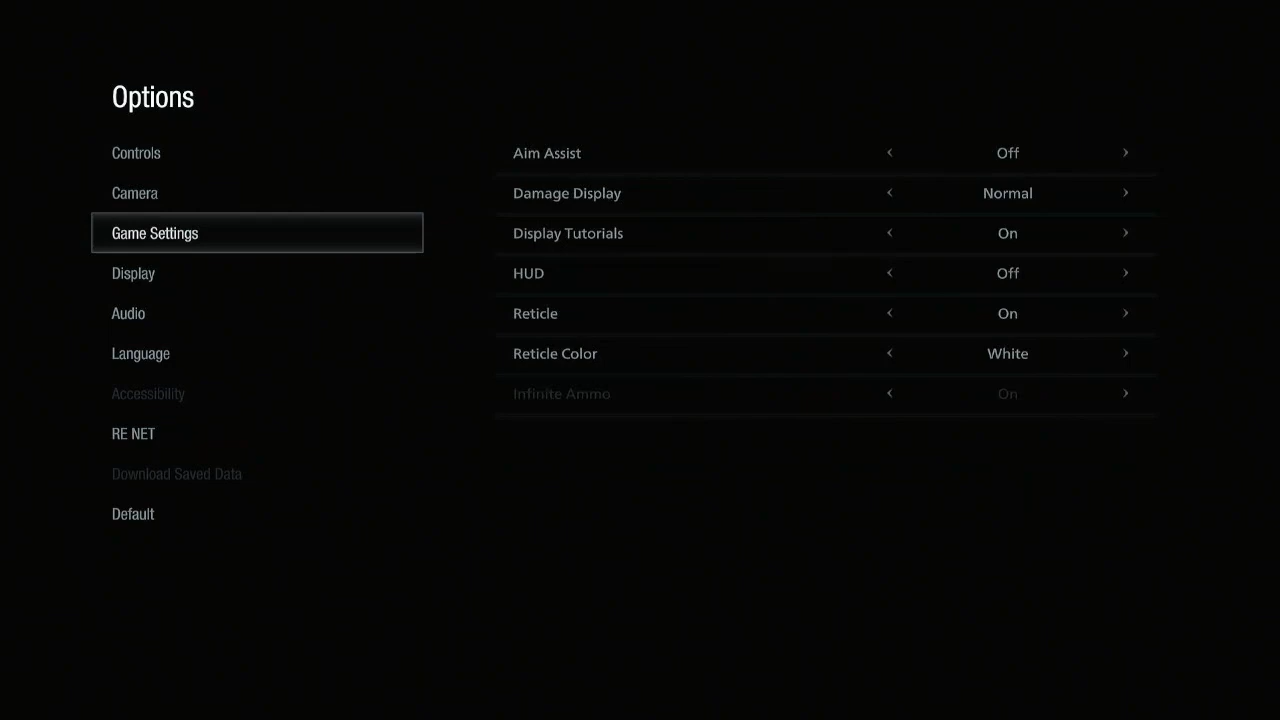 Options
Controls
Camera
Game Settings
Display
Audio
Language
Accessibility
RE NET
Download Saved Data
Default
Aim Assist Off
Damage Display Normal
Display Tutorials On
HUD Off
Reticle On
Reticle Color White
Infinite Ammo On